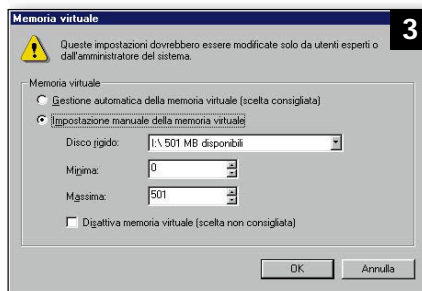 Memoria virtuale
3
Queste impostazioni dovrebbero essere modificate solo da utenti esperti o
dall'amministratore del sistema.
Memoria virtuale
Gestione automatica della memoria virtuale (scelta consigliata)
Impostazione manuale della memoria virtuale
Disco rigido: I:\ 501 MB disponibili
Minima: 0
Massima: 501
Disattiva memoria virtuale (scelta non consigliata)
OK Annulla